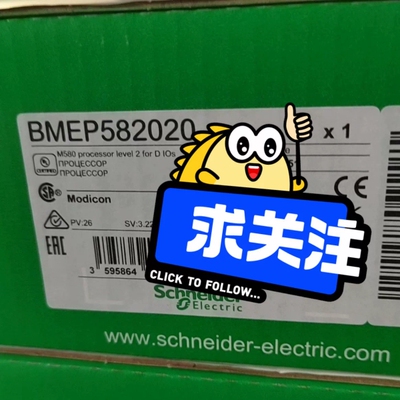 BMEP582020 x 1
M580 processor level 2 for D IOs
ПРОЦЕССОР
ПРОЦЕССОР
Modicon
PV:26 SV:3.22
EAC
CE
3 595864
求关注
CLICK TO FOLLOW...
Schneider
Electric
www.schneider-electric.com